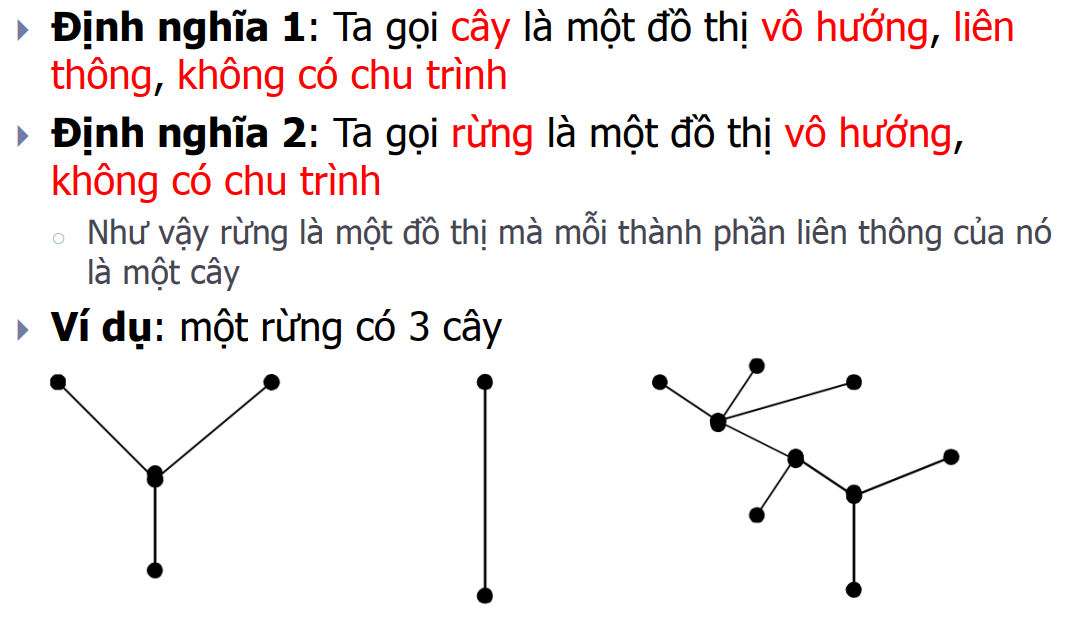 Định nghĩa 1: Ta gọi cây là một đồ thị vô hướng, liên
thông, không có chu trình
Định nghĩa 2: Ta gọi rừng là một đồ thị vô hướng,
không có chu trình
Như vậy rừng là một đồ thị mà mỗi thành phần liên thông của nó
là một cây
Ví dụ: một rừng có 3 cây